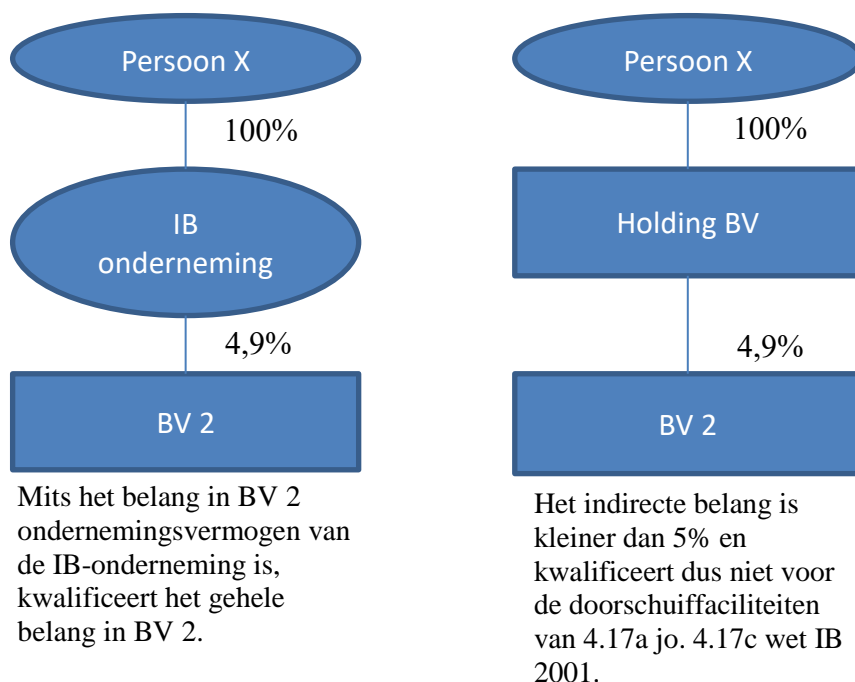 Persoon X
100%
IB
onderneming
4,9%
BV 2
Mits het belang in BV 2
ondernemingsvermogen van
de IB-onderneming is,
kwalificeert het gehele
belang in BV 2.
Persoon X
100%
Holding BV
4,9%
BV 2
Het indirecte belang is
kleiner dan 5% en
kwalificeert dus niet voor
de doorschuiffaciliteiten
van 4.17a jo. 4.17c wet IB
2001.